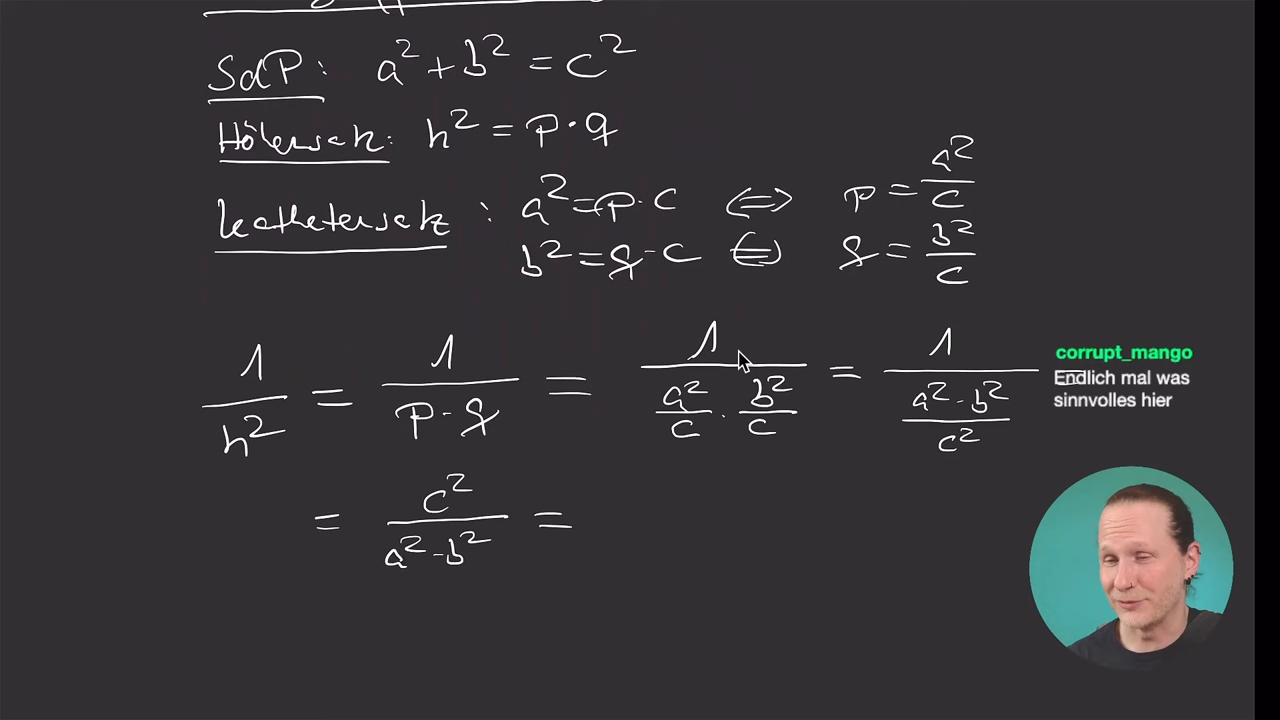 SdP: a² + b² = c²
Höhensatz: h² = p · q
Kathetensatz: a² = p · c ⇔ p = a²/c
b² = q · c ⇔ q = b²/c
1/h² = 1/(p · q) = 1/(a²/c · b²/c) = 1/((a² · b²)/c²) =
corrupt_mango
Endlich mal was
sinnvolles hier
= c²/(a² · b²) =